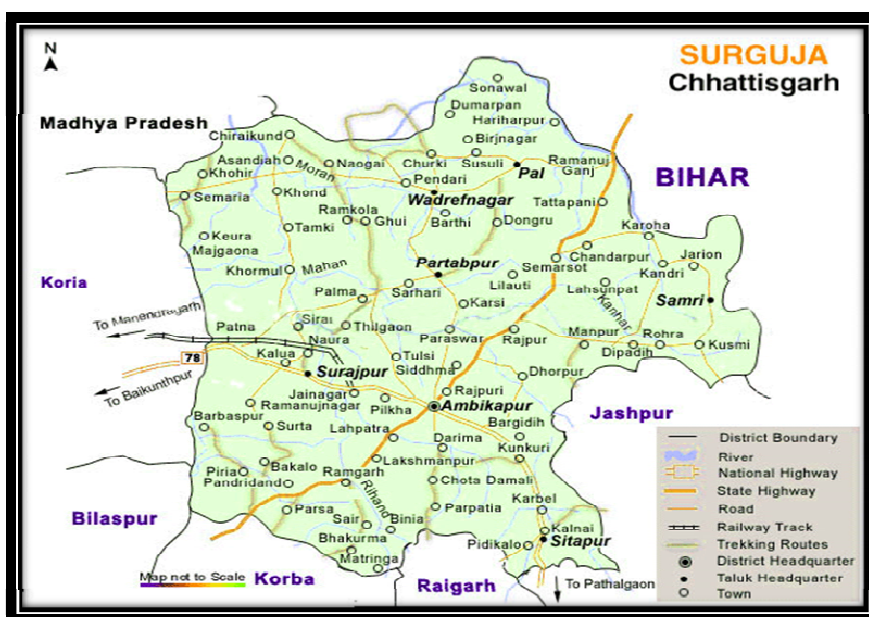 N
SURGUJA
Chhattisgarh
Madhya Pradesh
Sonawal
Dumarpan
Hariharpur
Chiraikund
Birjnagar
Asandiah
Moran
Naogai
Churki
Susuli
Ramanuj
Ganj
Khohir
Pendari
Pal
BIHAR
Semaria
Khond
Wadrefnagar
Tattapani
Ramkola
Ghui
Barthi
Dongru
Keura
Tamki
Karoha
Majgaona
Chandarpur
Jarion
Khormul
Mahan
Partabpur
Semarsot
Kandri
Koria
Palma
Sarhari
Lilauti
Lahsunpat
Kanhar
Samri
Karsi
Patna
Sirai
Thilgaon
Paraswar
Rajpur
Manpur
Rohra
Naura
Dipadih
Kusmi
78
Kalua
Tulsi
Siddhma
Surajpur
Dhorpur
To Baikunthpur
Jainagar
Rajpuri
Ramanujnagar
Pilkha
Ambikapur
Jashpur
Barbaspur
Bargidih
Surta
Lahpatra
Darima
Kunkuri
District Boundary
River
Piria
Bakalo
Ramgarh
Lakshmanpur
National Highway
Pandridand
Rihand
Chota Damali
State Highway
Karbel
Road
Bilaspur
Parsa
Sair
Binia
Parpatia
Kalnai
Railway Track
Bhakurma
Pidikalo
Sitapur
Trekking Routes
Matringa
District Headquarter
Map not to Scale
Korba
Raigarh
To Pathalgaon
Taluk Headquarter
Town